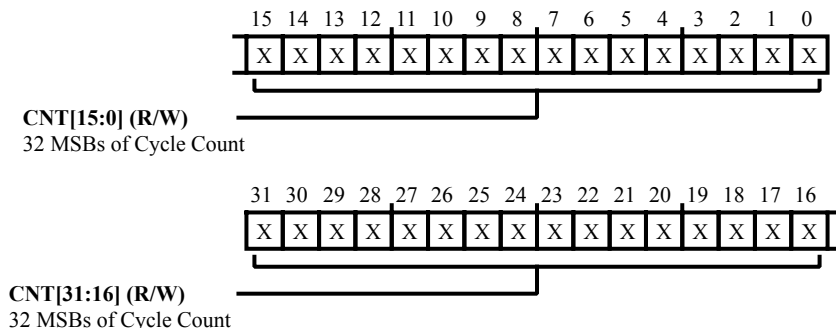 15 14 13 12 11 10 9 8 7 6 5 4 3 2 1 0
X X X X X X X X X X X X X X X X
CNT[15:0] (R/W)
32 MSBs of Cycle Count
31 30 29 28 27 26 25 24 23 22 21 20 19 18 17 16
X X X X X X X X X X X X X X X X
CNT[31:16] (R/W)
32 MSBs of Cycle Count